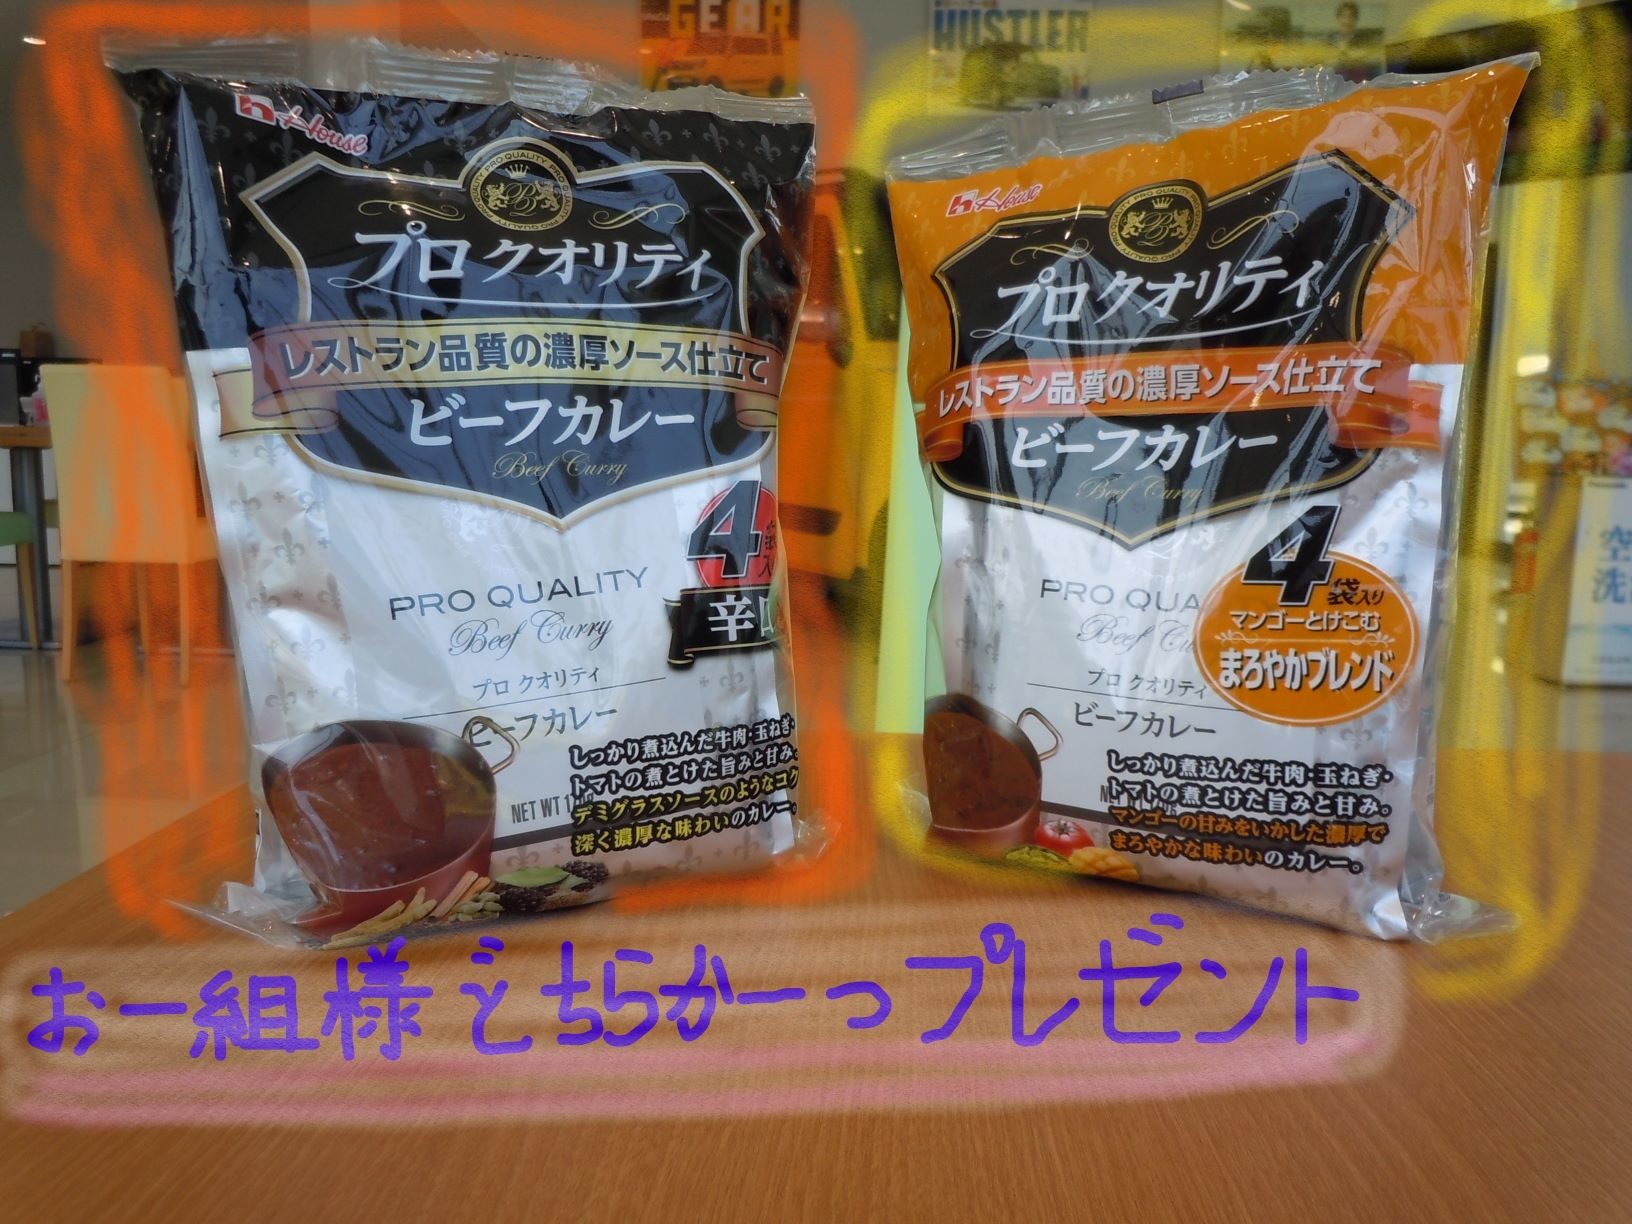 GEAR
HUSTLER
House
PRO QUALITY PRO QUALITY
プロ クオリティ
レストラン品質の濃厚ソース仕立て
ビーフカレー
Beef Curry
4袋入
辛口
PRO QUALITY
Beef Curry
プロ クオリティ
ビーフカレー
しっかり煮込んだ牛肉・玉ねぎ・
トマトの煮とけた旨みと甘み。
デミグラスソースのようなコク
深く濃厚な味わいのカレー。
NET WT
House
PRO QUALITY
プロ クオリティ
レストラン品質の濃厚ソース仕立て
ビーフカレー
Beef Curry
4袋入り
マンゴーとけこむ
まろやかブレンド
PRO QUA
Beef Cu
プロ クオリティ
ビーフカレー
しっかり煮込んだ牛肉・玉ねぎ・
トマトの煮とけた旨みと甘み。
マンゴーの甘みをいかした濃厚で
まろやかな味わいのカレー。
空
洗
お一組様どちらか一つプレゼント